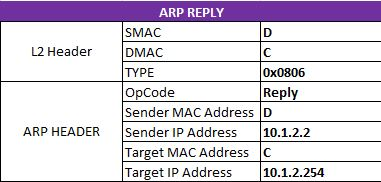 ARP REPLY
L2 Header
SMAC D
DMAC C
TYPE 0x0806
ARP HEADER
OpCode Reply
Sender MAC Address D
Sender IP Address 10.1.2.2
Target MAC Address C
Target IP Address 10.1.2.254